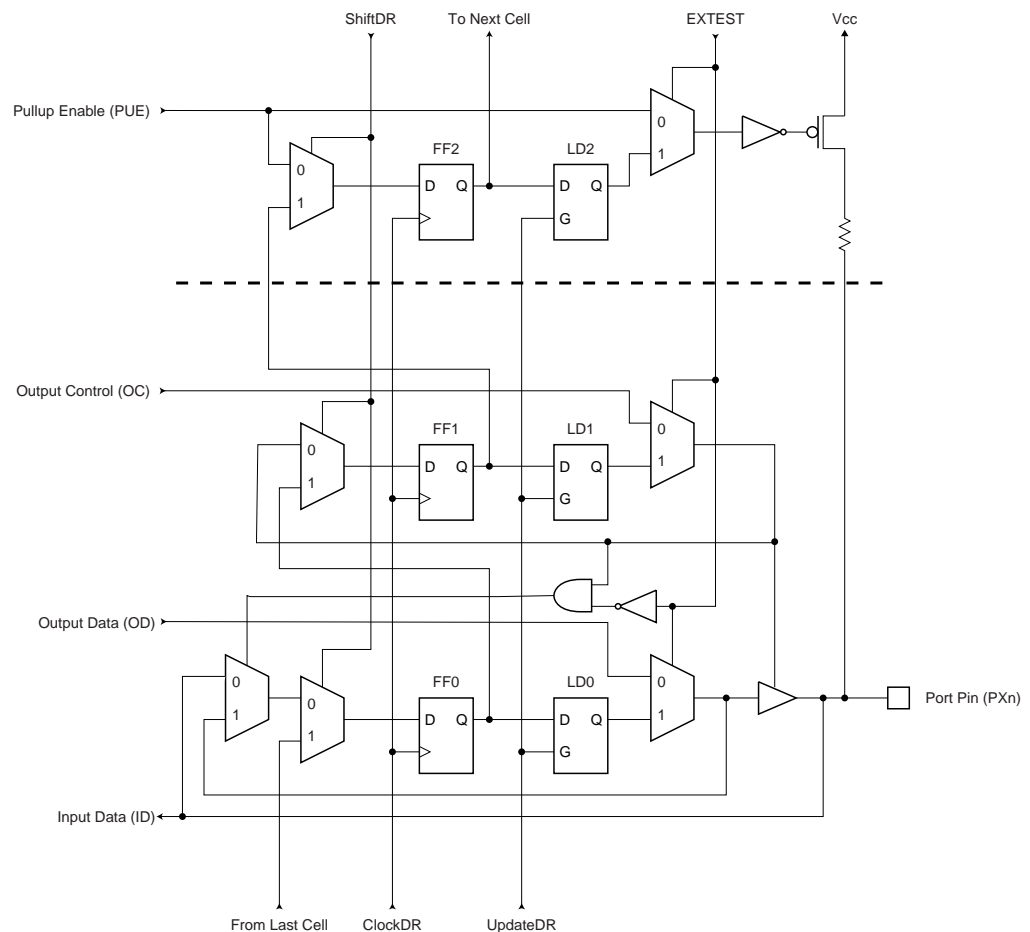 ShiftDR To Next Cell EXTEST Vcc
Pullup Enable (PUE)
0
1
FF2
D Q
LD2
D Q
G
0
1
Output Control (OC)
0
1
FF1
D Q
LD1
D Q
G
0
1
Output Data (OD)
0
1
0
1
FF0
D Q
LD0
D Q
G
0
1
Port Pin (PXn)
Input Data (ID)
From Last Cell ClockDR UpdateDR